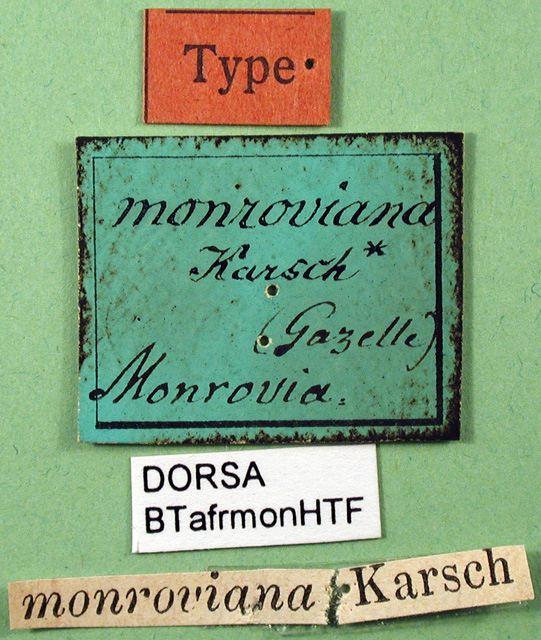 Type.
monroviana
Karsch*
(Gazelle)
Monrovia.
DORSA
BTafrmonHTF
monroviana Karsch